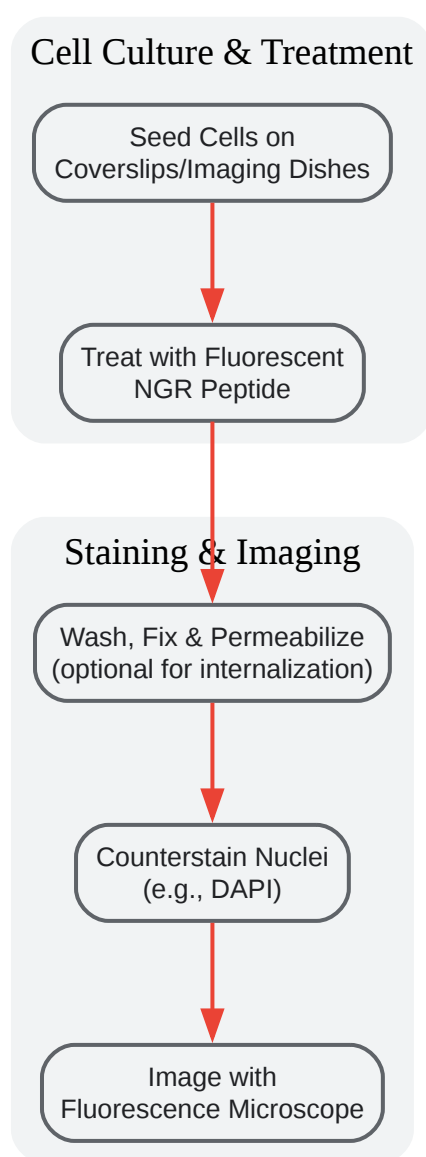 Cell Culture & Treatment
Seed Cells on
Coverslips/Imaging Dishes
Treat with Fluorescent
NGR Peptide
Staining & Imaging
Wash, Fix & Permeabilize
(optional for internalization)
Counterstain Nuclei
(e.g., DAPI)
Image with
Fluorescence Microscope